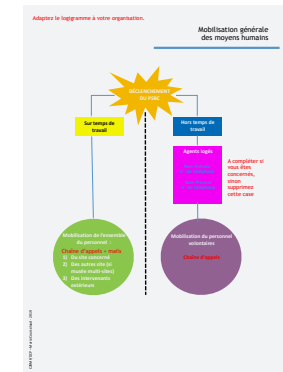 Adaptez le logigramme à votre organisation.
Mobilisation générale
des moyens humains
DÉCLENCHEMENT
DU PSBC
Sur temps de
travail
Hors temps de
travail
Agents logés
A compléter si
vous êtes
concernés,
sinon
supprimez
cette case
Mobilisation de l'ensemble
du personnel :
Chaîne d'appels + mails
1) Du site concerné
2) Des autres site (si
musée multi-sites)
3) Des intervenants
extérieurs
Mobilisation du personnel
volontaires
Chaîne d'appels